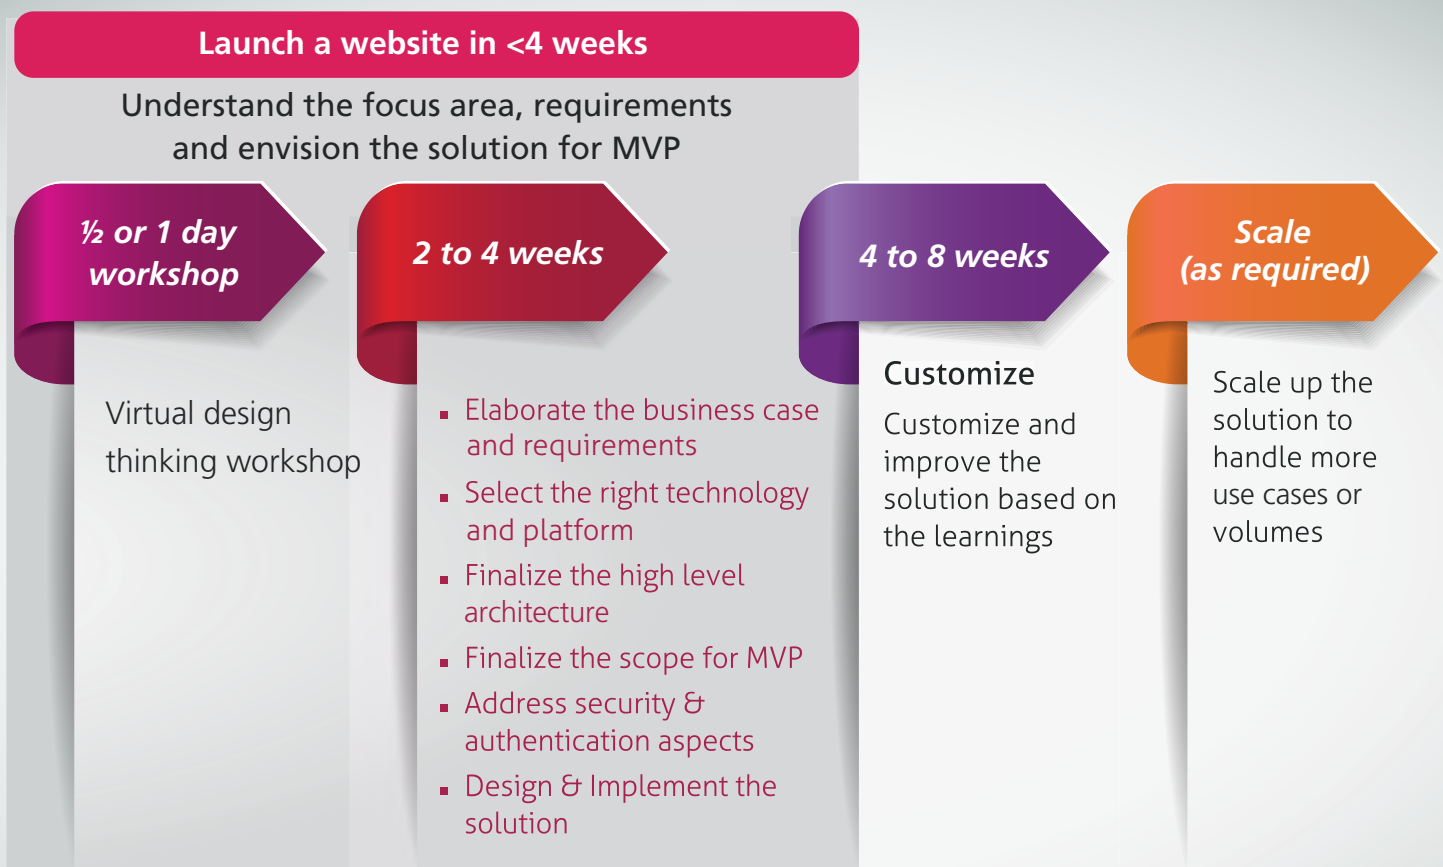 Launch a website in <4 weeks
Understand the focus area, requirements
and envision the solution for MVP
½ or 1 day
workshop
Virtual design
thinking workshop
2 to 4 weeks
▪ Elaborate the business case
and requirements
▪ Select the right technology
and platform
▪ Finalize the high level
architecture
▪ Finalize the scope for MVP
▪ Address security &
authentication aspects
▪ Design & Implement the
solution
4 to 8 weeks
Customize
Customize and
improve the
solution based on
the learnings
Scale
(as required)
Scale up the
solution to
handle more
use cases or
volumes